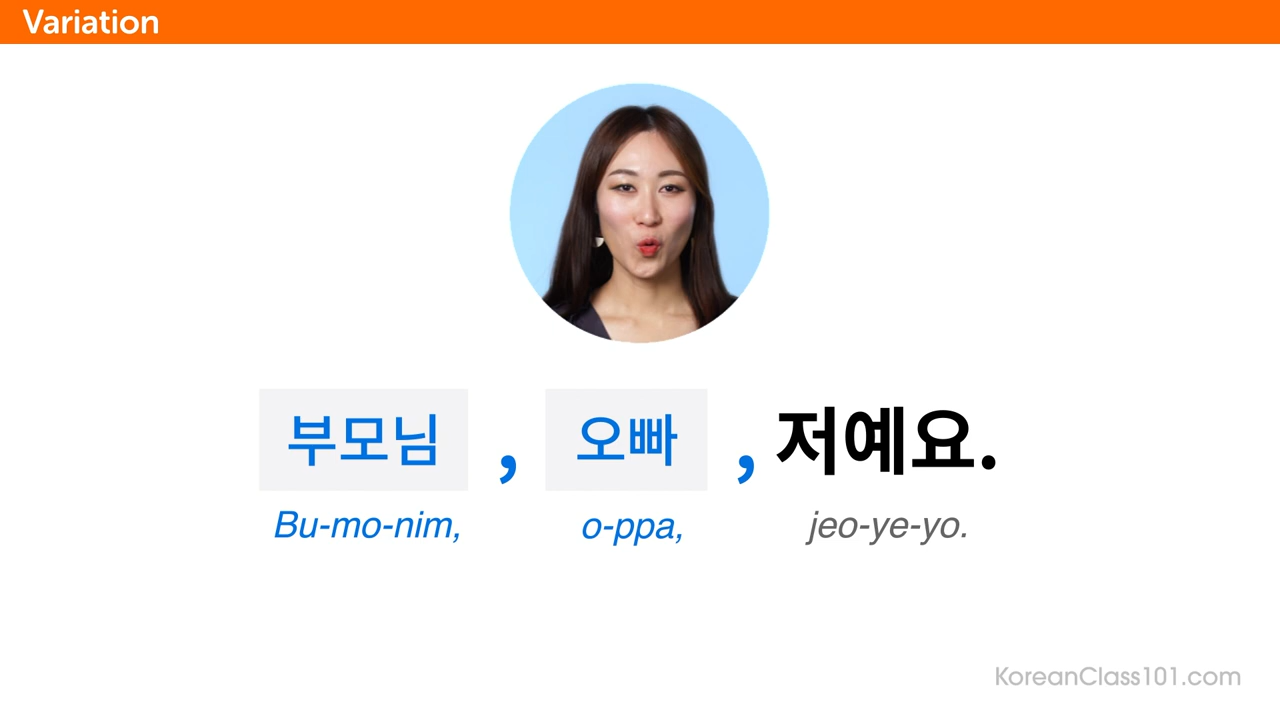 Variation
부모님 , 오빠 , 저예요.
Bu-mo-nim, o-ppa, jeo-ye-yo.
KoreanClass101.com